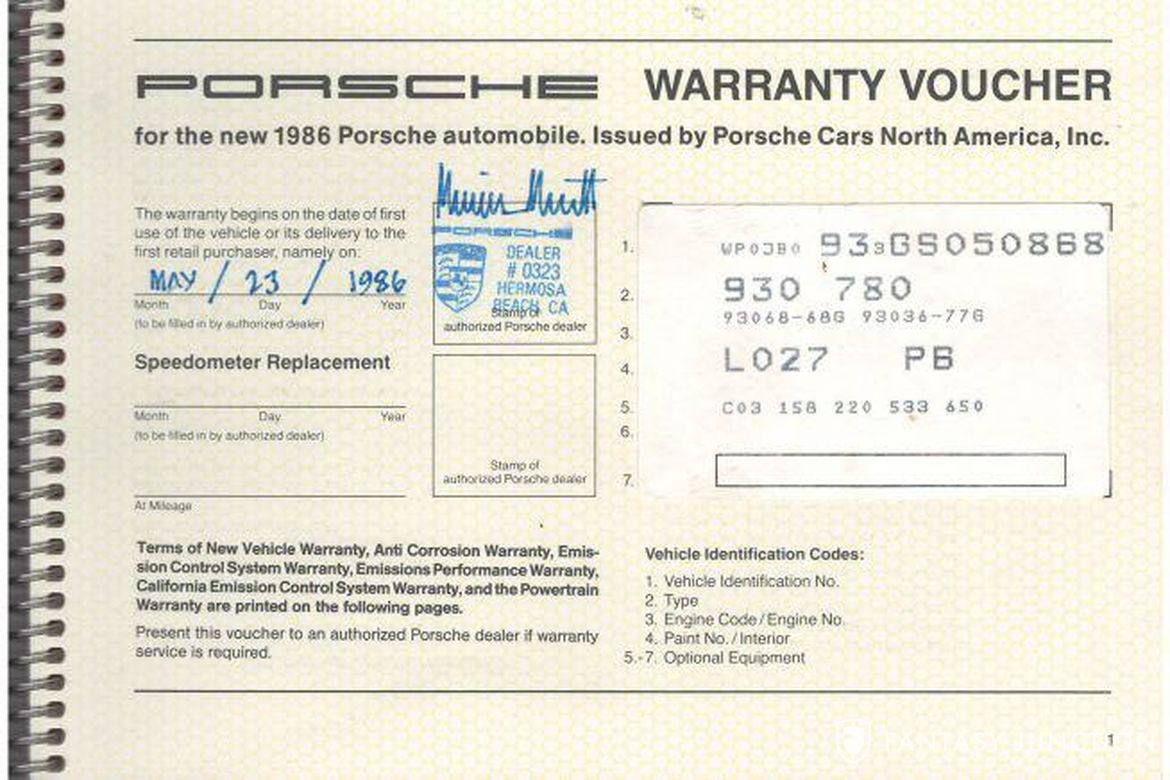 PORSCHE WARRANTY VOUCHER
for the new 1986 Porsche automobile. Issued by Porsche Cars North America, Inc.
The warranty begins on the date of first
use of the vehicle or its delivery to the
first retail purchaser, namely on:
MAY / 23 / 1986
Month Day Year
(to be filled in by authorized dealer)
PORSCHE
DEALER
# 0323
HERMOSA
BEACH CA
Stamp of
authorized Porsche dealer
Speedometer Replacement
Month Day Year
(to be filled in by authorized dealer)
At Mileage
Stamp of
authorized Porsche dealer
1. WP0JB0 933GS050868
2. 930 780
93068-68G 93036-77G
3.
4. L027 PB
5. C03 158 220 533 650
6.
7.
Terms of New Vehicle Warranty, Anti Corrosion Warranty, Emis-
sion Control System Warranty, Emissions Performance Warranty,
California Emission Control System Warranty, and the Powertrain
Warranty are printed on the following pages.
Present this voucher to an authorized Porsche dealer if warranty
service is required.
Vehicle Identification Codes:
1. Vehicle Identification No.
2. Type
3. Engine Code / Engine No.
4. Paint No. / Interior
5.-7. Optional Equipment
1
FANTASY JUNCTION